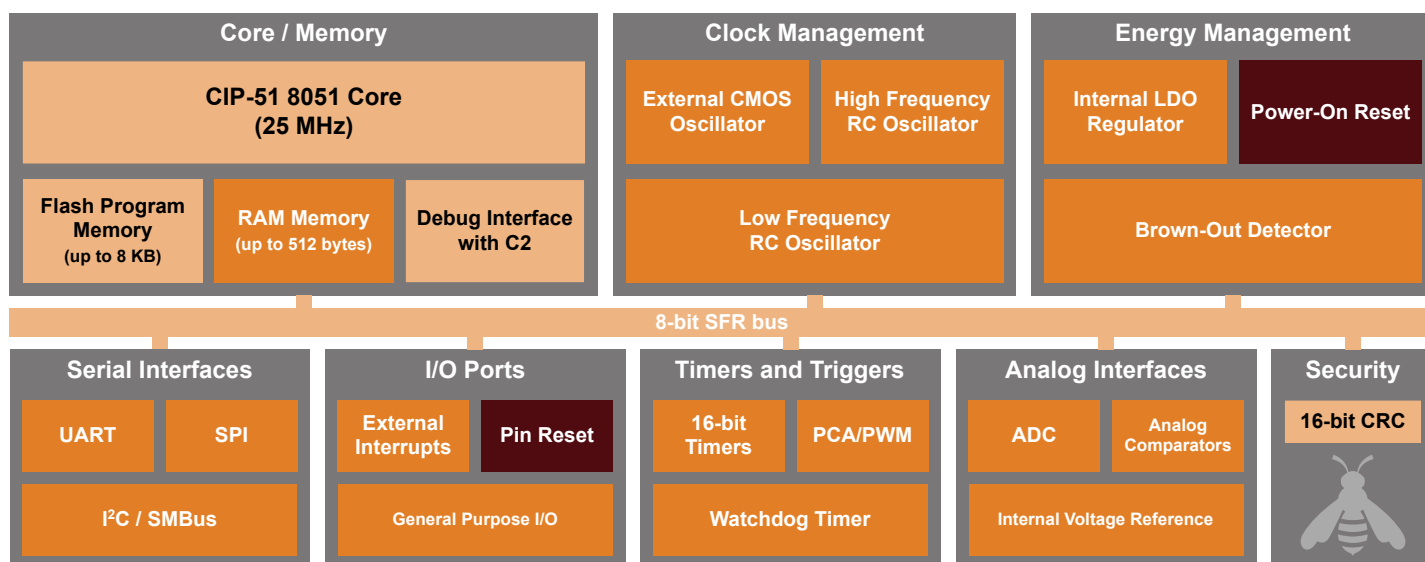 Core / Memory
CIP-51 8051 Core
(25 MHz)
Flash Program
Memory
(up to 8 KB)
RAM Memory
(up to 512 bytes)
Debug Interface
with C2
Clock Management
External CMOS
Oscillator
High Frequency
RC Oscillator
Low Frequency
RC Oscillator
Energy Management
Internal LDO
Regulator
Power-On Reset
Brown-Out Detector
8-bit SFR bus
Serial Interfaces
UART
SPI
I²C / SMBus
I/O Ports
External
Interrupts
Pin Reset
General Purpose I/O
Timers and Triggers
16-bit
Timers
PCA/PWM
Watchdog Timer
Analog Interfaces
ADC
Analog
Comparators
Internal Voltage Reference
Security
16-bit CRC